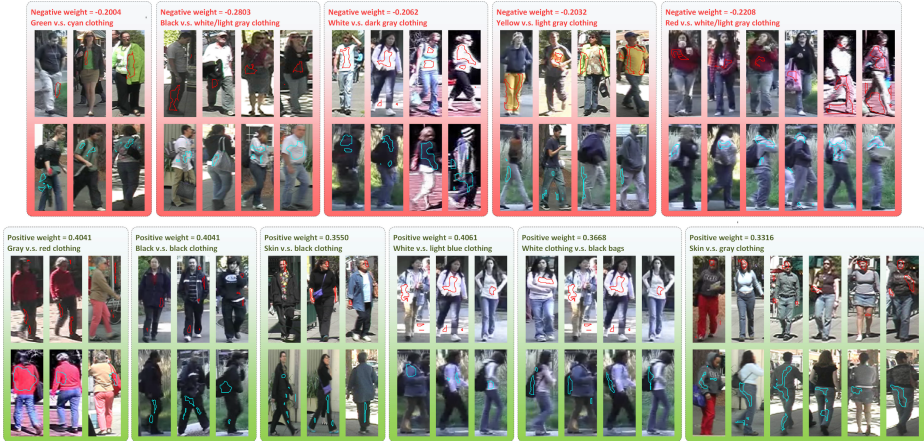 Negative weight = -0.2004
Green v.s. cyan clothing
Negative weight = -0.2803
Black v.s. white/light gray clothing
Negative weight = -0.2062
White v.s. dark gray clothing
Negative weight = -0.2032
Yellow v.s. light gray clothing
Negative weight = -0.2208
Red v.s. white/light gray clothing
Positive weight = 0.4041
Gray v.s. red clothing
Positive weight = 0.4041
Black v.s. black clothing
Positive weight = 0.3550
Skin v.s. black clothing
Positive weight = 0.4061
White v.s. light blue clothing
Positive weight = 0.3668
White clothing v.s. black bags
Positive weight = 0.3316
Skin v.s. gray clothing